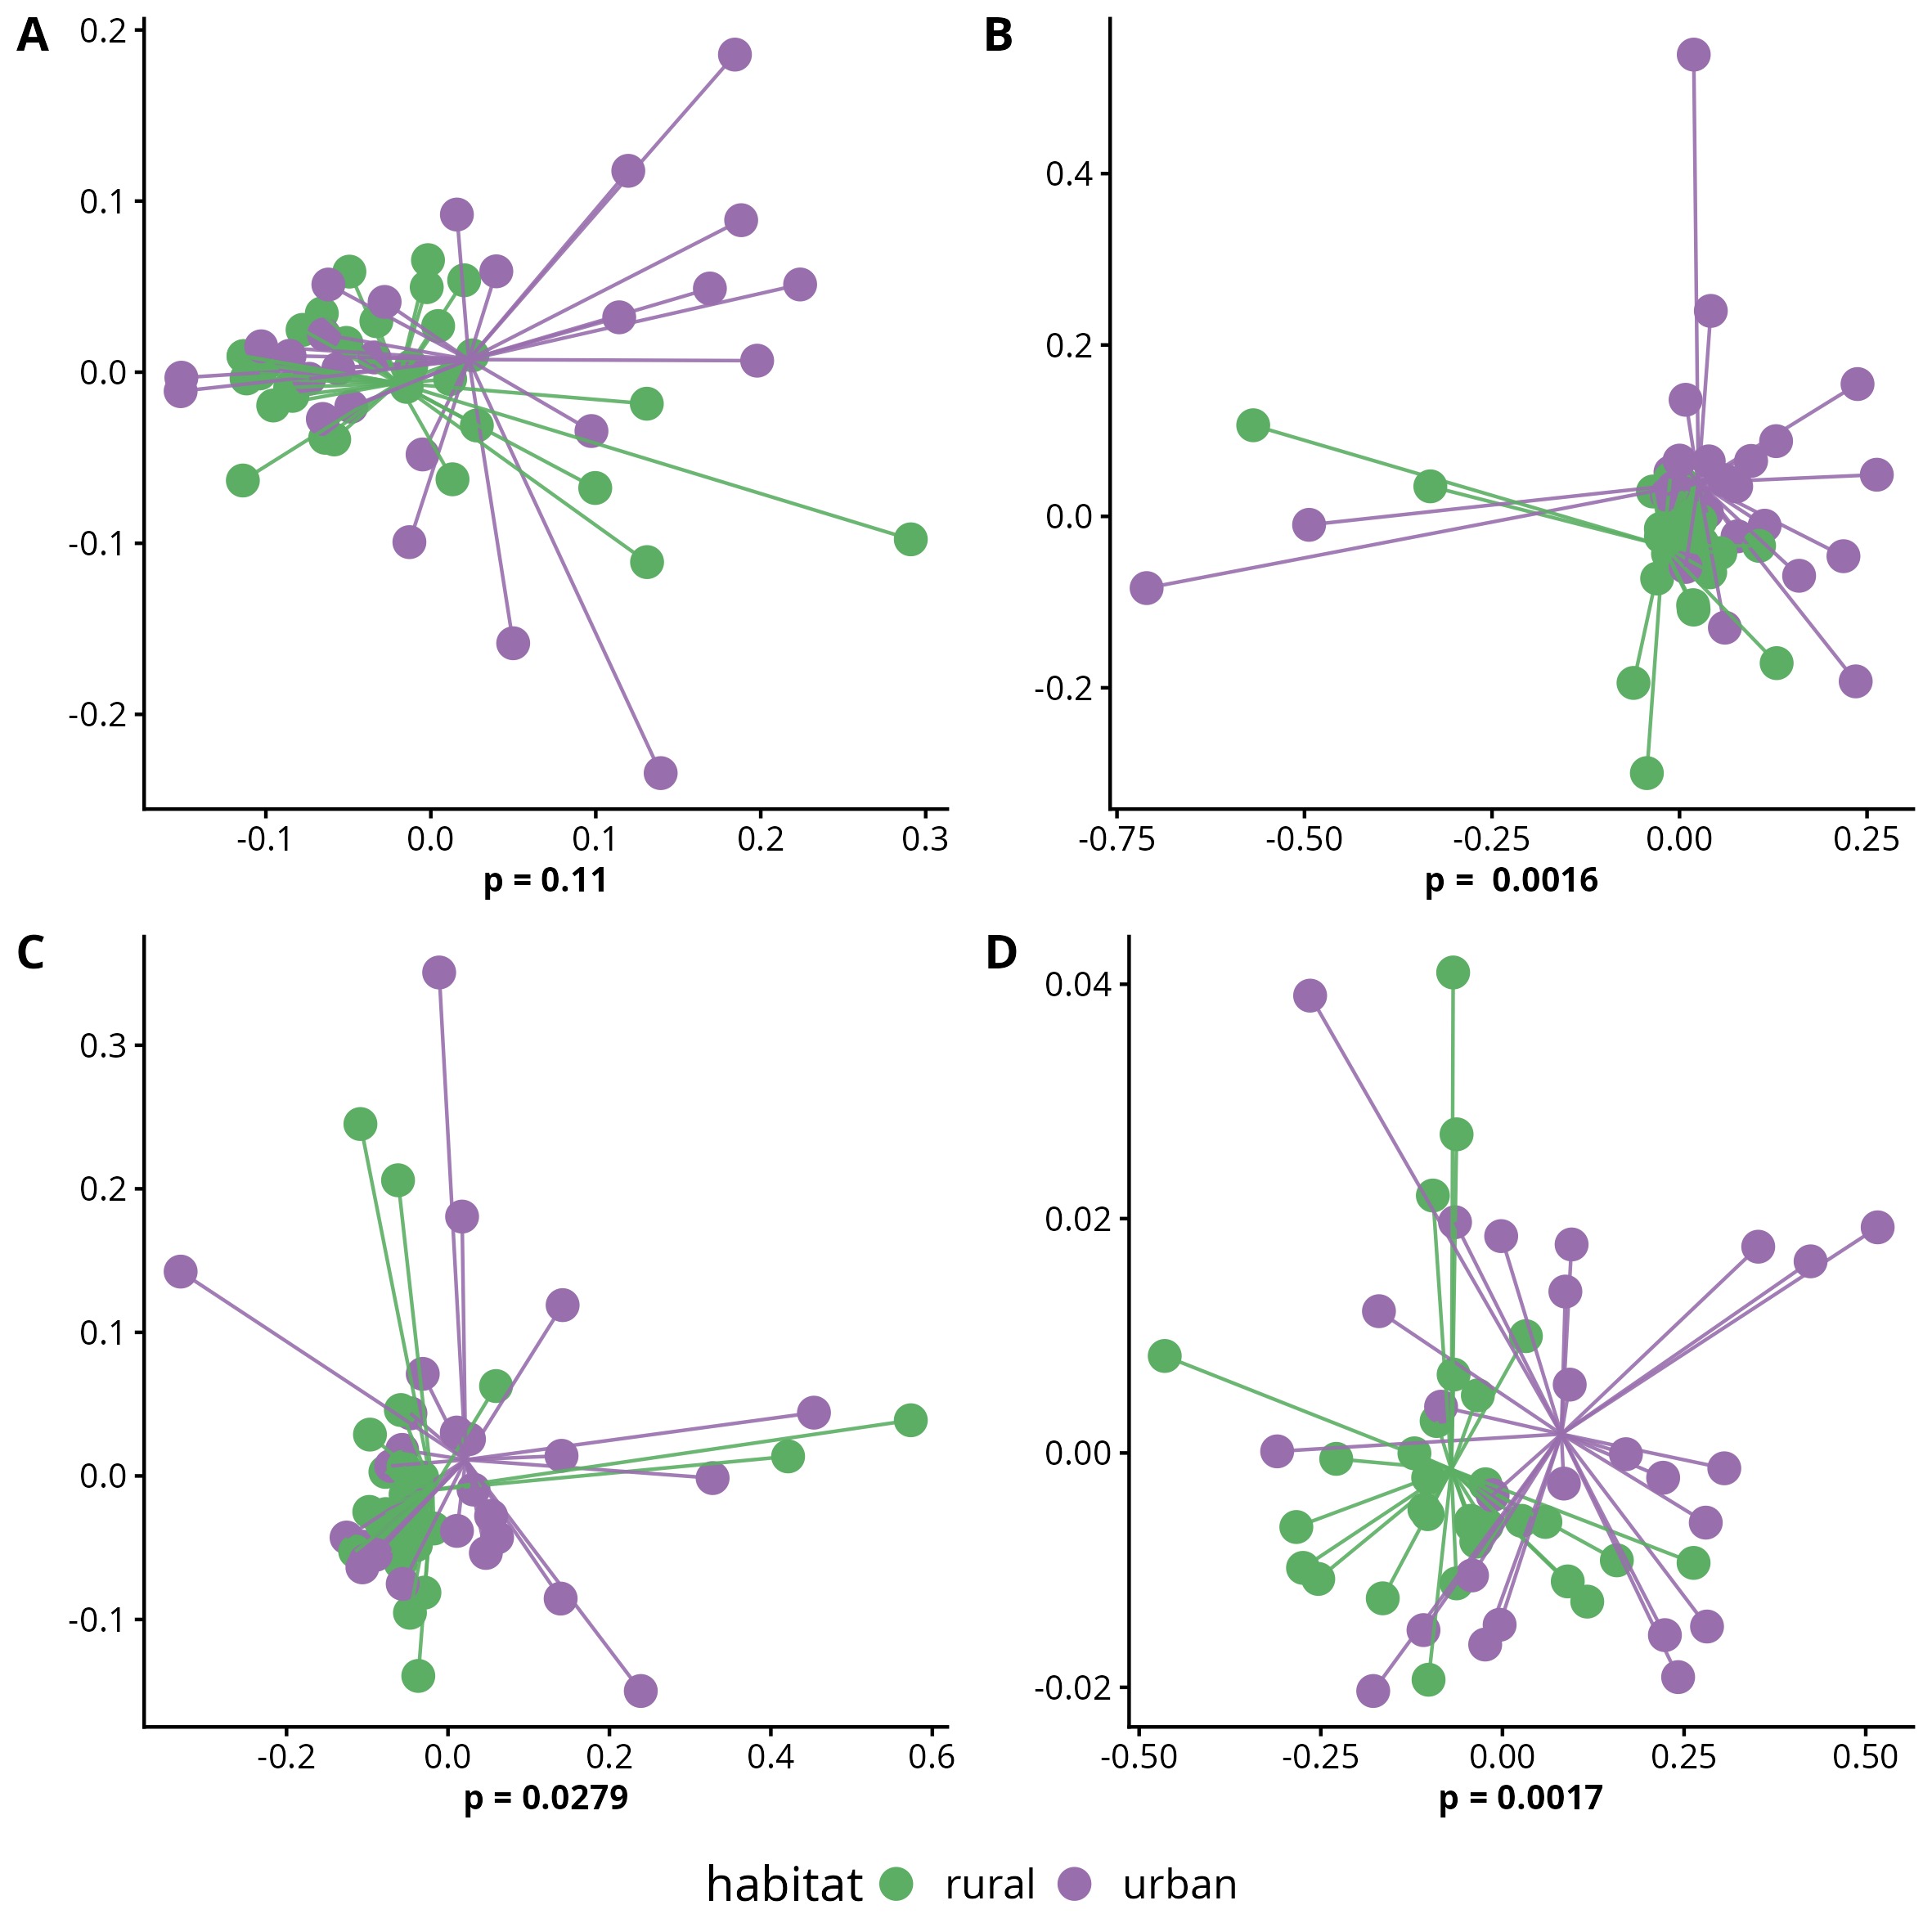 A
0.2
0.1
0.0
-0.1
-0.2
-0.1 0.0 0.1 0.2 0.3
p = 0.11
B
0.4
0.2
0.0
-0.2
-0.75 -0.50 -0.25 0.00 0.25
p = 0.0016
C
0.3
0.2
0.1
0.0
-0.1
-0.2 0.0 0.2 0.4 0.6
p = 0.0279
D
0.04
0.02
0.00
-0.02
-0.50 -0.25 0.00 0.25 0.50
p = 0.0017
habitat rural urban